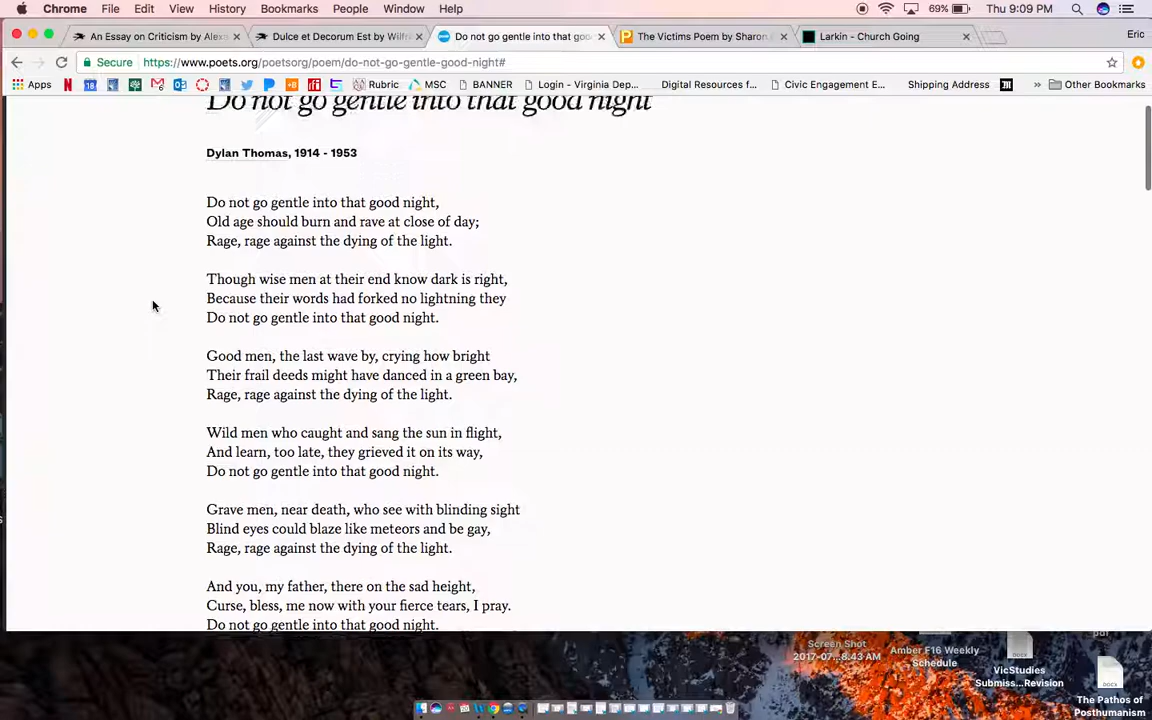 Chrome File Edit View History Bookmarks People Window Help 69% Thu 9:09 PM
An Essay on Criticism by Alexa
Dulce et Decorum Est by Wilfr
Do not go gentle into that goo
The Victims Poem by Sharon
Larkin - Church Going
Eric
Secure https://www.poets.org/poetsorg/poem/do-not-go-gentle-good-night#
Apps Rubric MSC BANNER Login - Virginia Dep... Digital Resources f... Civic Engagement E... Shipping Address » Other Bookmarks
Do not go gentle into that good night
Dylan Thomas, 1914 - 1953
Do not go gentle into that good night,
Old age should burn and rave at close of day;
Rage, rage against the dying of the light.
Though wise men at their end know dark is right,
Because their words had forked no lightning they
Do not go gentle into that good night.
Good men, the last wave by, crying how bright
Their frail deeds might have danced in a green bay,
Rage, rage against the dying of the light.
Wild men who caught and sang the sun in flight,
And learn, too late, they grieved it on its way,
Do not go gentle into that good night.
Grave men, near death, who see with blinding sight
Blind eyes could blaze like meteors and be gay,
Rage, rage against the dying of the light.
And you, my father, there on the sad height,
Curse, bless, me now with your fierce tears, I pray.
Do not go gentle into that good night.
pdf
Screen Shot
2017-07...8.43 AM
Amber F16 Weekly
Schedule
DOCX
VicStudies
Submiss...Revision
DOCX
The Pathos of
Posthumanism